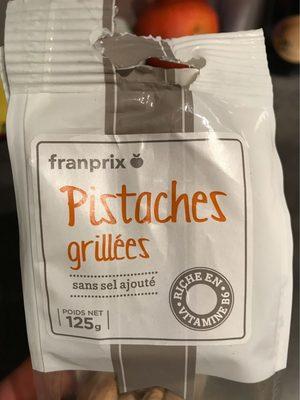 franprix
Pistaches
grillées
sans sel ajouté
RICHE EN
VITAMINE B6
POIDS NET
125g